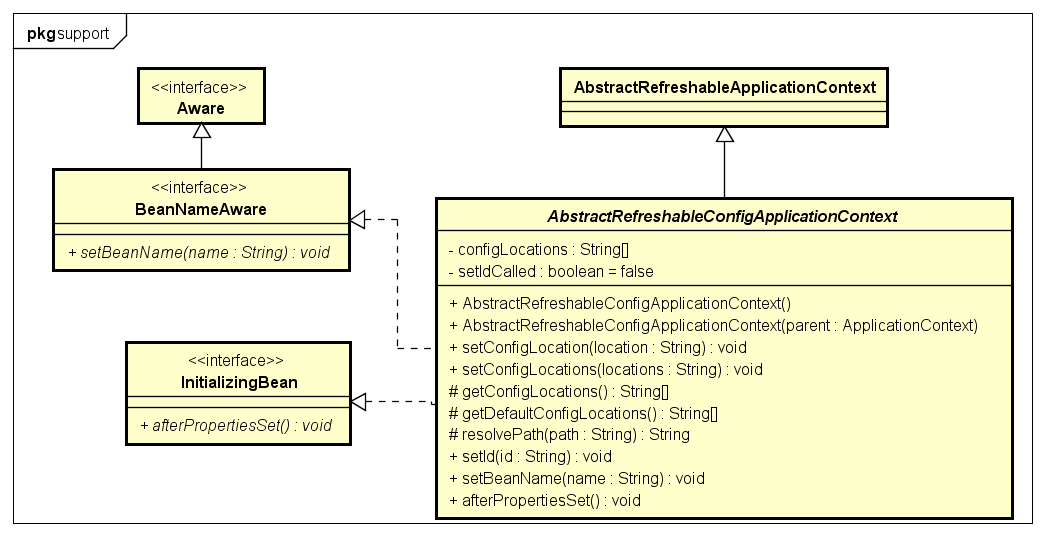 pkg support
<<interface>>
Aware
AbstractRefreshableApplicationContext
<<interface>>
BeanNameAware
+ setBeanName(name : String) : void
AbstractRefreshableConfigApplicationContext
- configLocations : String[]
- setIdCalled : boolean = false
+ AbstractRefreshableConfigApplicationContext()
+ AbstractRefreshableConfigApplicationContext(parent : ApplicationContext)
+ setConfigLocation(location : String) : void
+ setConfigLocations(locations : String) : void
# getConfigLocations() : String[]
# getDefaultConfigLocations() : String[]
# resolvePath(path : String) : String
+ setId(id : String) : void
+ setBeanName(name : String) : void
+ afterPropertiesSet() : void
<<interface>>
InitializingBean
+ afterPropertiesSet() : void